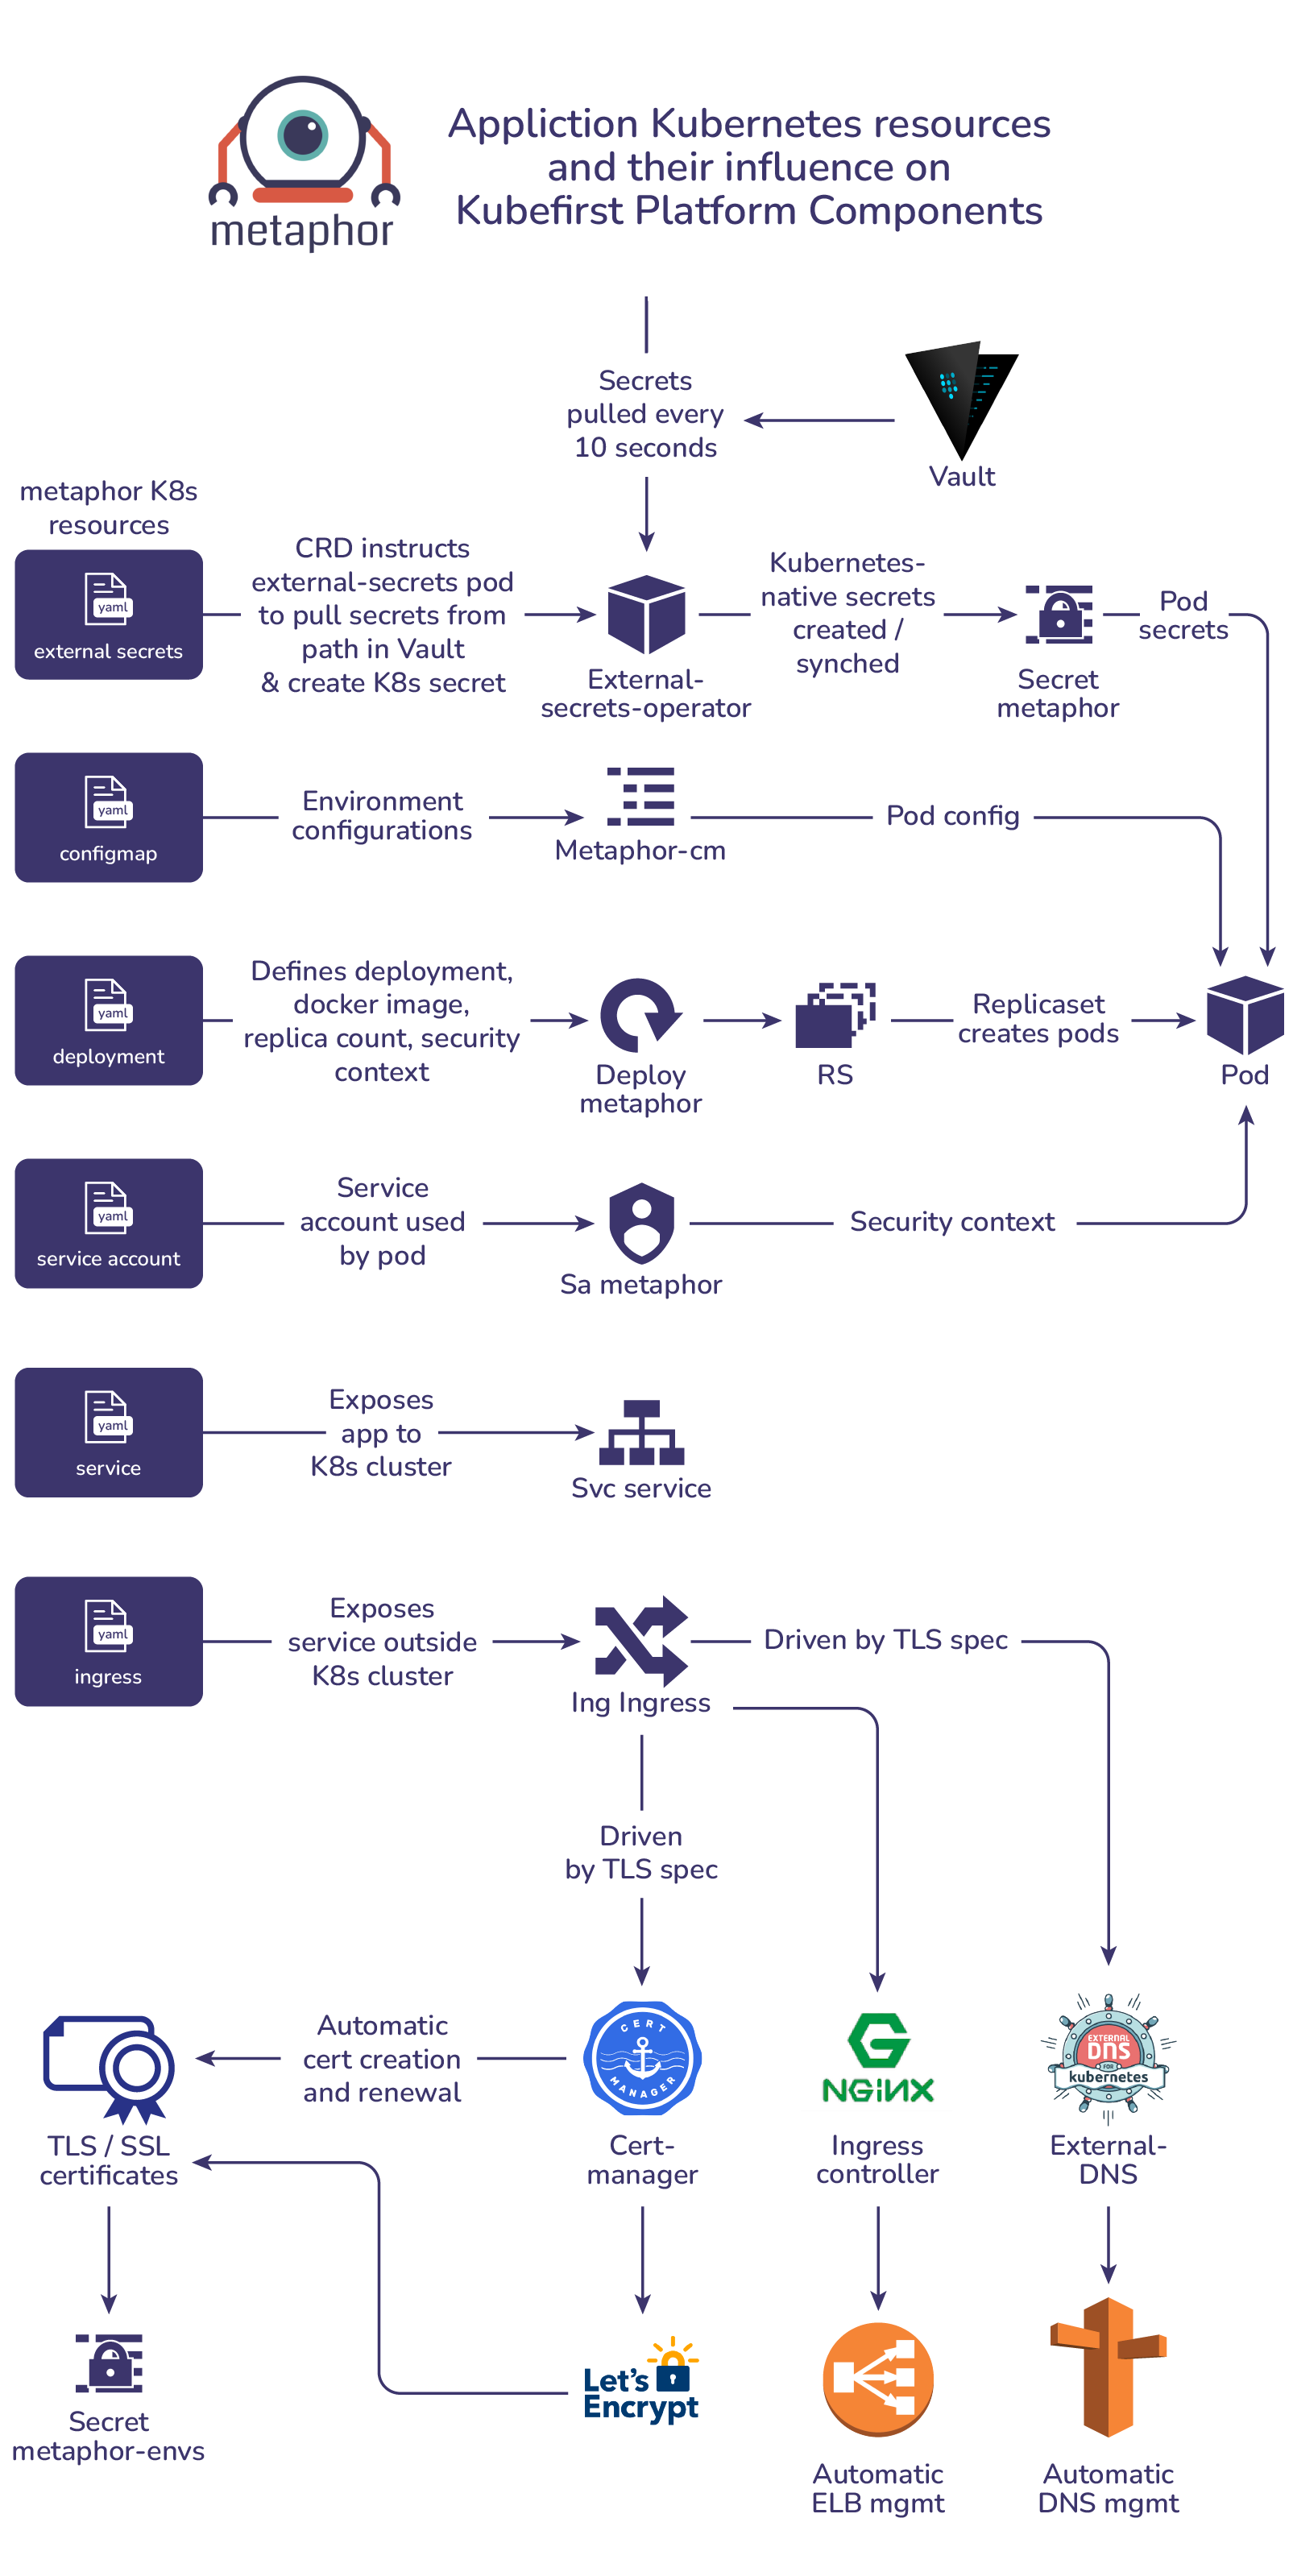 metaphor
Appliction Kubernetes resources
and their influence on
Kubefirst Platform Components
Secrets
pulled every
10 seconds
Vault
metaphor K8s
resources
yaml
external secrets
CRD instructs
external-secrets pod
to pull secrets from
path in Vault
& create K8s secret
External-
secrets-operator
Kubernetes-
native secrets
created /
synched
Secret
metaphor
Pod
secrets
yaml
configmap
Environment
configurations
Metaphor-cm
Pod config
yaml
deployment
Defines deployment,
docker image,
replica count, security
context
Deploy
metaphor
RS
Replicaset
creates pods
Pod
yaml
service account
Service
account used
by pod
Sa metaphor
Security context
yaml
service
Exposes
app to
K8s cluster
Svc service
yaml
ingress
Exposes
service outside
K8s cluster
Ing Ingress
Driven by TLS spec
Driven
by TLS spec
TLS / SSL
certificates
Automatic
cert creation
and renewal
CERT
MANAGER
Cert-
manager
NGiNX
Ingress
controller
EXTERNAL
DNS
FOR
kubernetes
External-
DNS
Secret
metaphor-envs
Let's
Encrypt
Automatic
ELB mgmt
Automatic
DNS mgmt